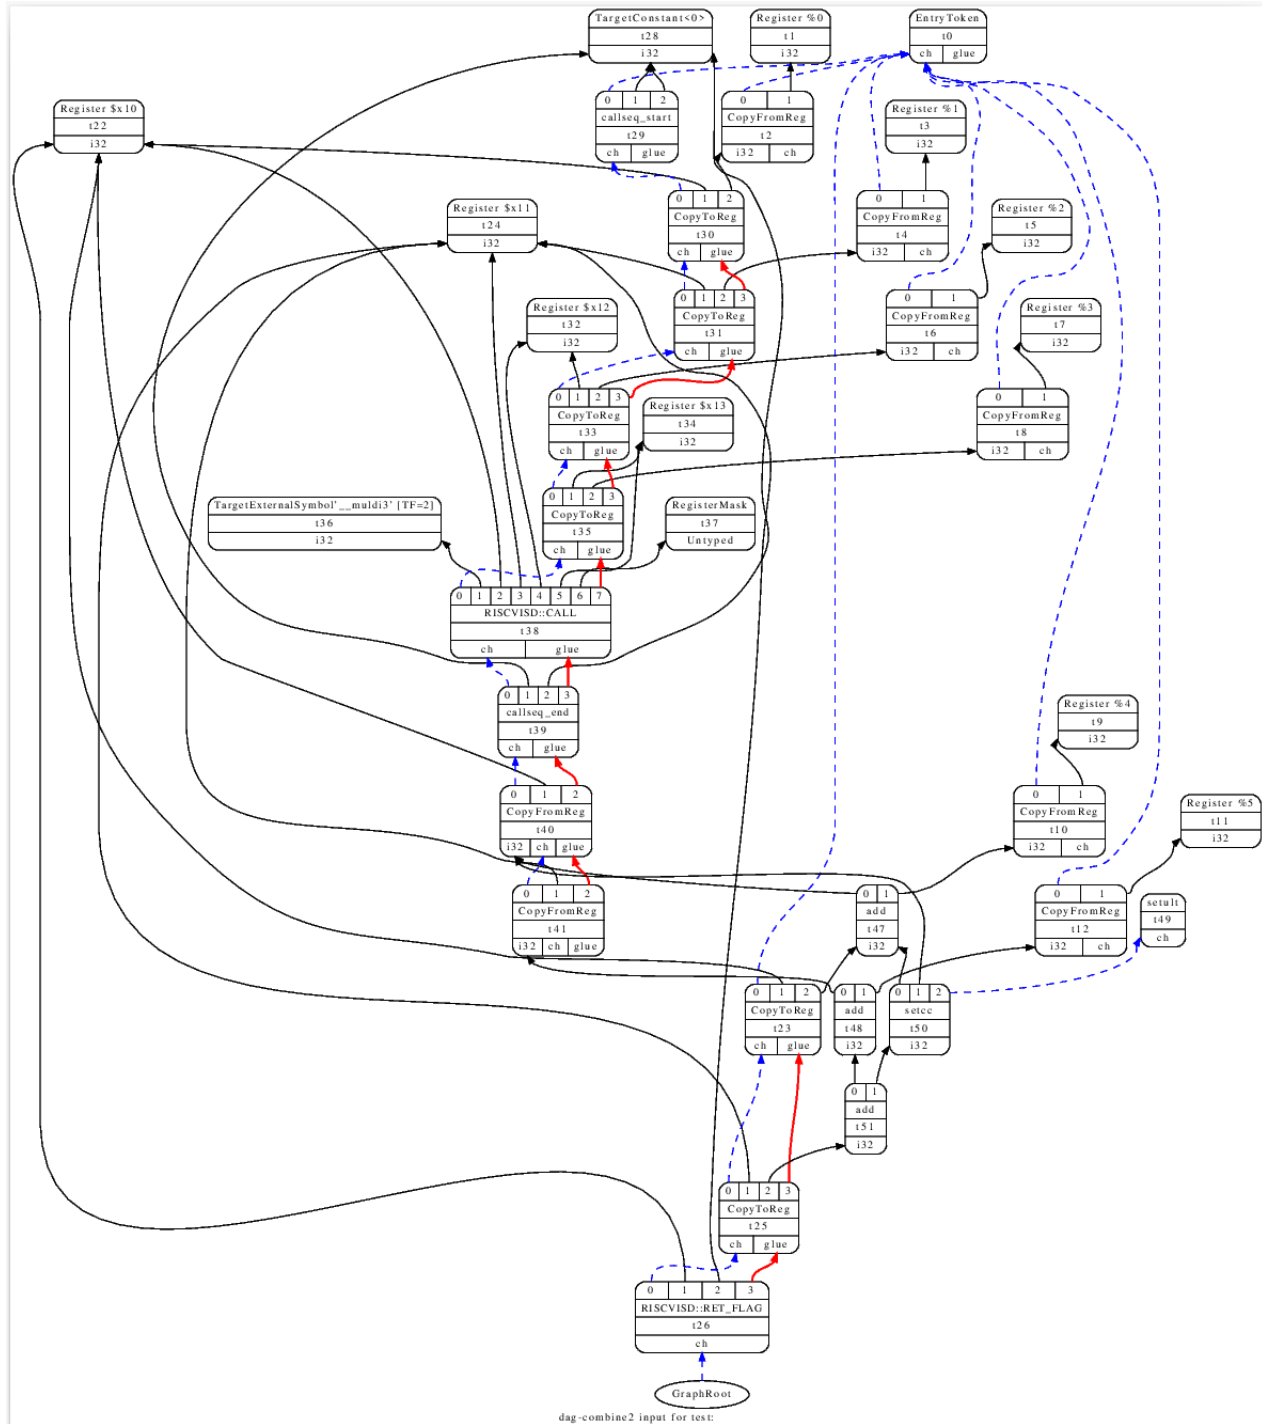 TargetConstant<0>
t28
i32
Register %0
t1
i32
EntryToken
t0
ch glue
0 1 2
callseq_start
t29
ch glue
0 1
CopyFromReg
t2
i32 ch
Register $x10
t22
i32
Register %1
t3
i32
0 1 2
CopyToReg
t30
ch glue
0 1
CopyFromReg
t4
i32 ch
Register $x11
t24
i32
Register %2
t5
i32
0 1 2 3
CopyToReg
t31
ch glue
0 1
CopyFromReg
t6
i32 ch
Register $x12
t32
i32
Register %3
t7
i32
0 1 2 3
CopyToReg
t33
ch glue
Register $x13
t34
i32
0 1
CopyFromReg
t8
i32 ch
0 1 2 3
CopyToReg
t35
ch glue
TargetExternalSymbol'__muldi3' [TF=2]
t36
i32
RegisterMask
t37
Untyped
0 1 2 3 4 5 6 7
RISCVISD::CALL
t38
ch glue
0 1 2 3
callseq_end
t39
ch glue
Register %4
t9
i32
0 1 2
CopyFromReg
t40
i32 ch glue
0 1
CopyFromReg
t10
i32 ch
Register %5
t11
i32
0 1 2
CopyFromReg
t41
i32 ch glue
0 1
add
t47
i32
0 1
CopyFromReg
t12
i32 ch
setult
t49
ch
0 1 2
CopyToReg
t23
ch glue
0 1
add
t48
i32
0 1 2
setcc
t50
i32
0 1
add
t51
i32
0 1 2 3
CopyToReg
t25
ch glue
0 1 2 3
RISCVISD::RET_FLAG
t26
ch
GraphRoot
dag-combine2 input for test: